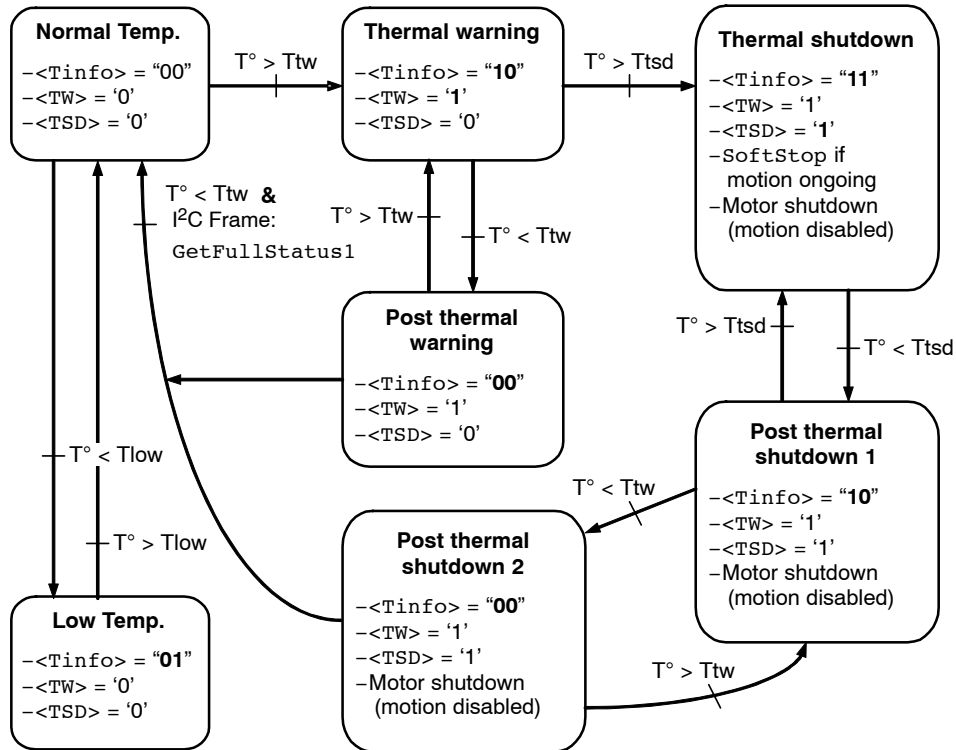 Normal Temp.
–<Tinfo> = “00”
–<TW> = ‘0’
–<TSD> = ‘0’
T° > Ttw
Thermal warning
–<Tinfo> = “10”
–<TW> = ‘1’
–<TSD> = ‘0’
T° > Ttsd
Thermal shutdown
–<Tinfo> = “11”
–<TW> = ‘1’
–<TSD> = ‘1’
–SoftStop if
motion ongoing
–Motor shutdown
(motion disabled)
T° < Ttw &
I²C Frame:
GetFullStatus1
T° > Ttw
T° < Ttw
Post thermal
warning
–<Tinfo> = “00”
–<TW> = ‘1’
–<TSD> = ‘0’
T° > Ttsd
T° < Ttsd
Post thermal
shutdown 1
–<Tinfo> = “10”
–<TW> = ‘1’
–<TSD> = ‘1’
–Motor shutdown
(motion disabled)
T° < Tlow
T° > Tlow
T° < Ttw
Post thermal
shutdown 2
–<Tinfo> = “00”
–<TW> = ‘1’
–<TSD> = ‘1’
–Motor shutdown
(motion disabled)
T° > Ttw
Low Temp.
–<Tinfo> = “01”
–<TW> = ‘0’
–<TSD> = ‘0’